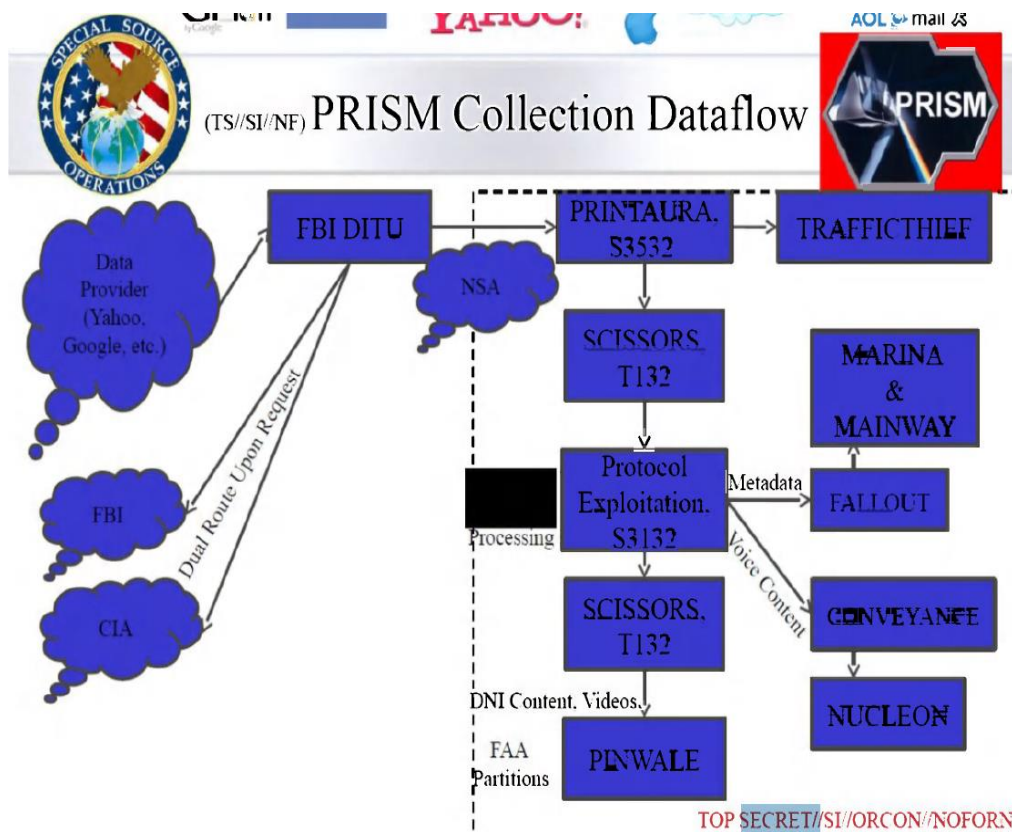 by Google
YAHOO!
AOL mail
SPECIAL SOURCE
OPERATIONS
(TS//SI//NF) PRISM Collection Dataflow
PRISM
Data
Provider
(Yahoo,
Google, etc.)
FBI DITU
NSA
PRINTAURA,
S3532
TRAFFICTHIEF
SCISSORS,
T132
MARINA
&
MAINWAY
Dual Route Upon Request
FBI
CIA
Processing
Protocol
Exploitation,
S3132
Metadata
FALLOUT
Voice Content
SCISSORS,
T132
CONVEYANCE
NUCLEON
DNI Content, Videos,
FAA
Partitions
PINWALE
TOP SECRET//SI//ORCON//NOFORN